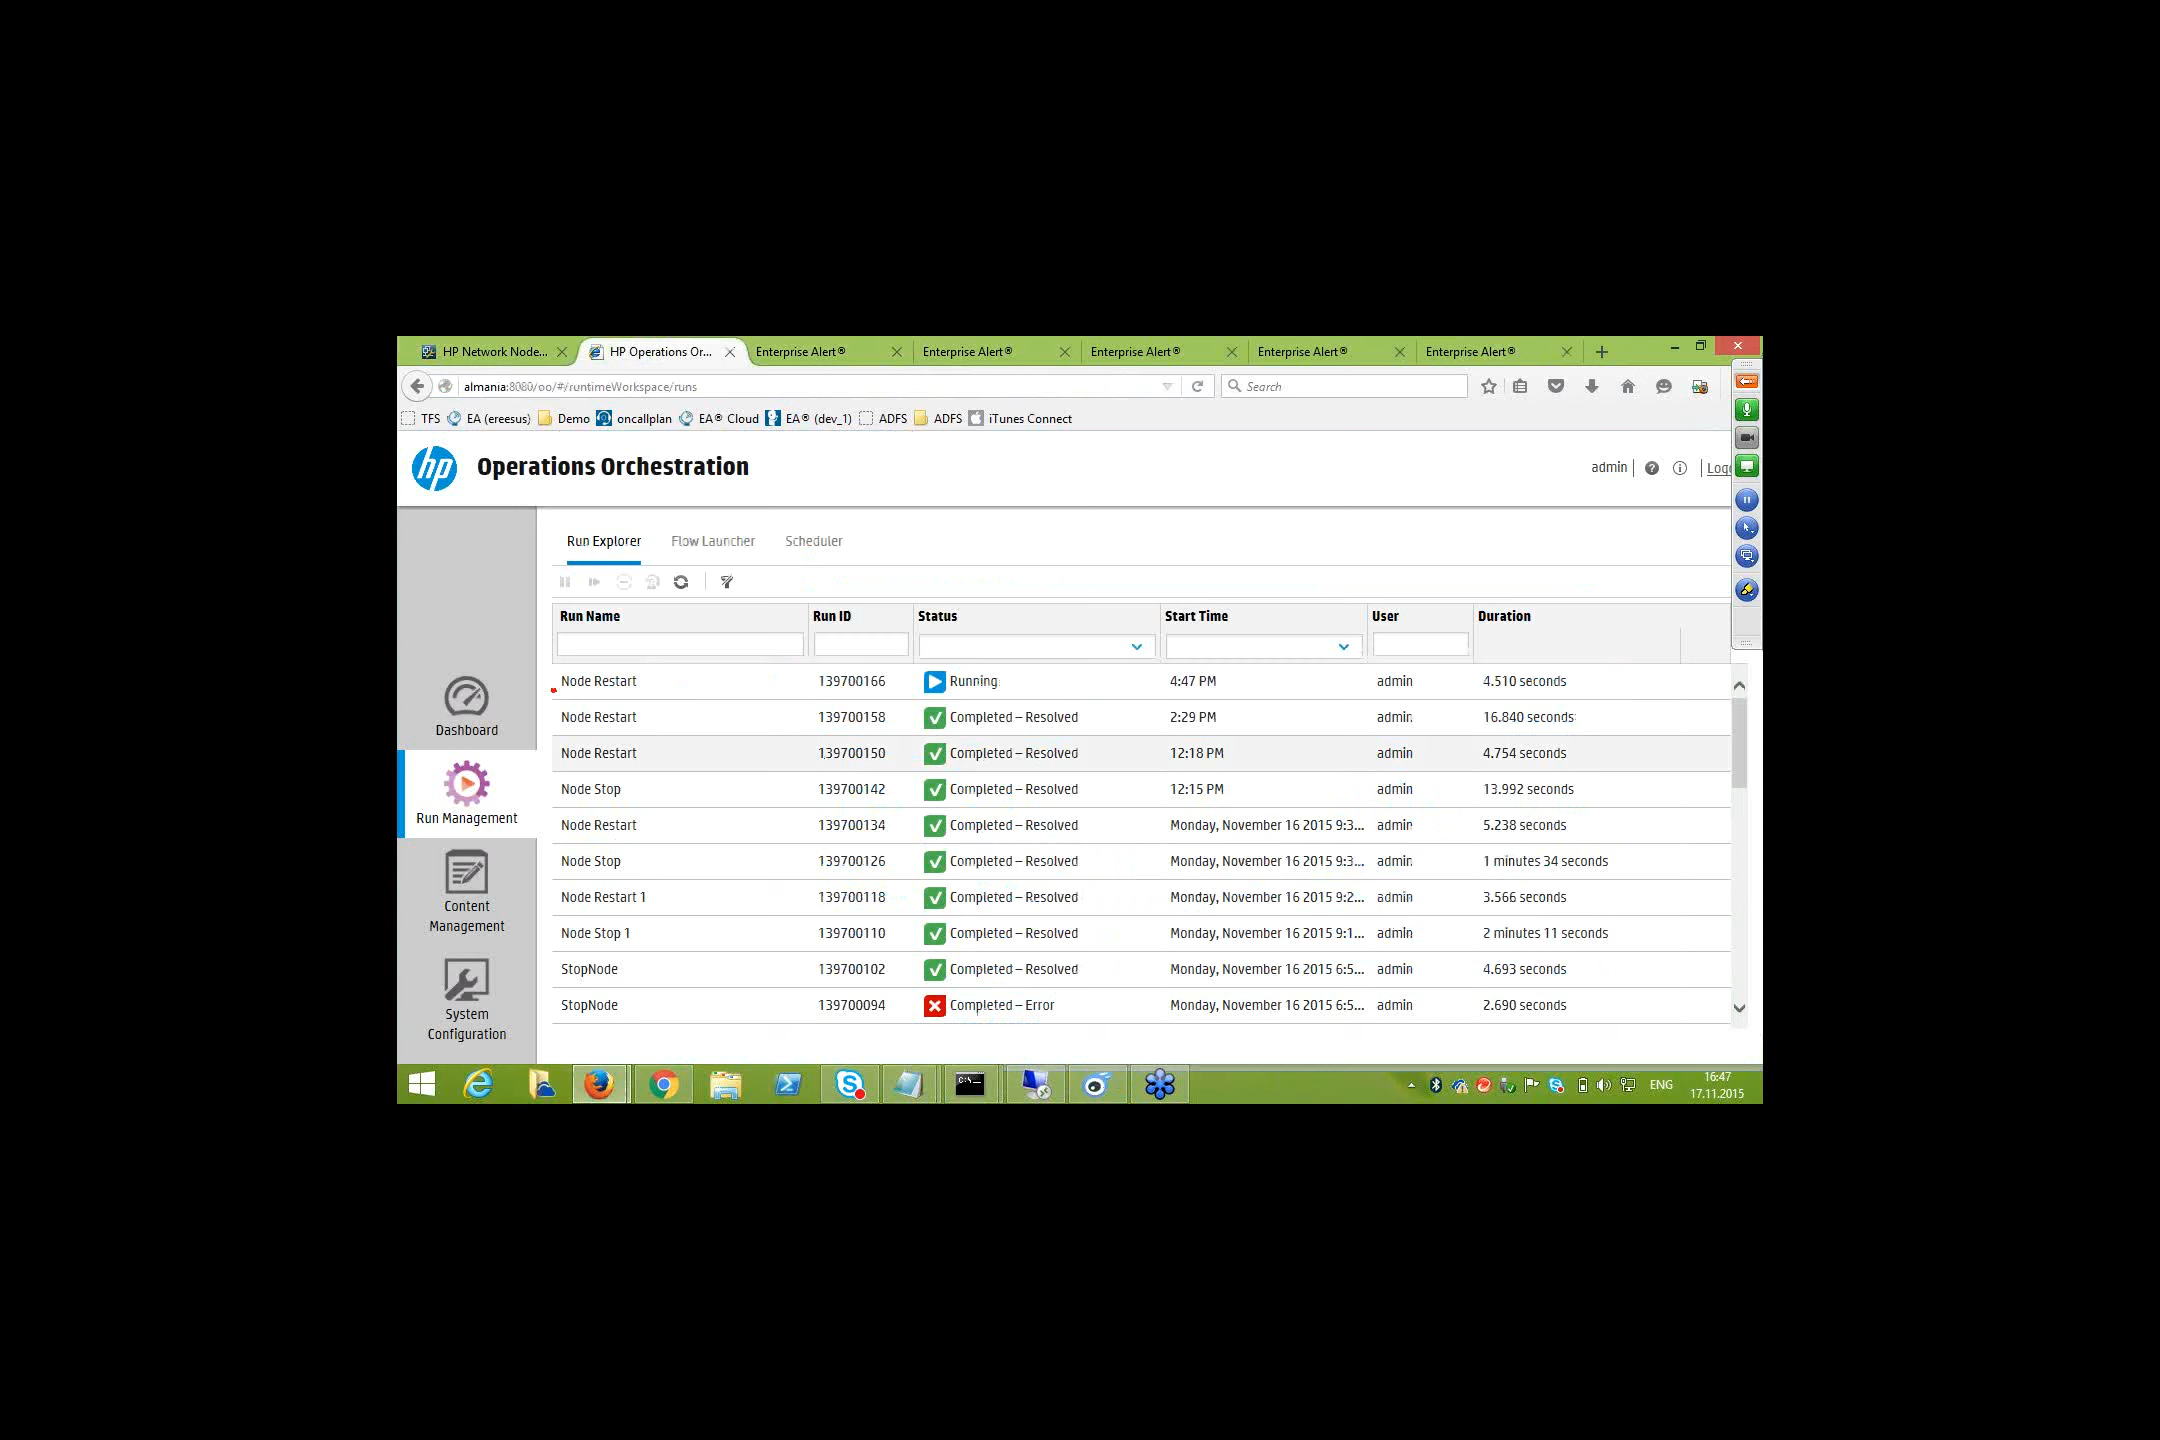 HP Network Node... HP Operations Or... Enterprise Alert® Enterprise Alert® Enterprise Alert® Enterprise Alert® Enterprise Alert®
almania:8080/oo/#/runtimeWorkspace/runs Search
TFS EA (ereesus) Demo oncallplan EA® Cloud EA® (dev_1) ADFS ADFS iTunes Connect
hp Operations Orchestration admin Logo
Run Explorer Flow Launcher Scheduler
Run Name Run ID Status Start Time User Duration
Node Restart 139700166 Running 4:47 PM admin 4.510 seconds
Node Restart 139700158 Completed – Resolved 2:29 PM admin 16.840 seconds
Node Restart 139700150 Completed – Resolved 12:18 PM admin 4.754 seconds
Node Stop 139700142 Completed – Resolved 12:15 PM admin 13.992 seconds
Node Restart 139700134 Completed – Resolved Monday, November 16 2015 9:3... admin 5.238 seconds
Node Stop 139700126 Completed – Resolved Monday, November 16 2015 9:3... admin 1 minutes 34 seconds
Node Restart 1 139700118 Completed – Resolved Monday, November 16 2015 9:2... admin 3.566 seconds
Node Stop 1 139700110 Completed – Resolved Monday, November 16 2015 9:1... admin 2 minutes 11 seconds
StopNode 139700102 Completed – Resolved Monday, November 16 2015 6:5... admin 4.693 seconds
StopNode 139700094 Completed – Error Monday, November 16 2015 6:5... admin 2.690 seconds
Dashboard
Run Management
Content
Management
System
Configuration
ENG 16:47
17.11.2015